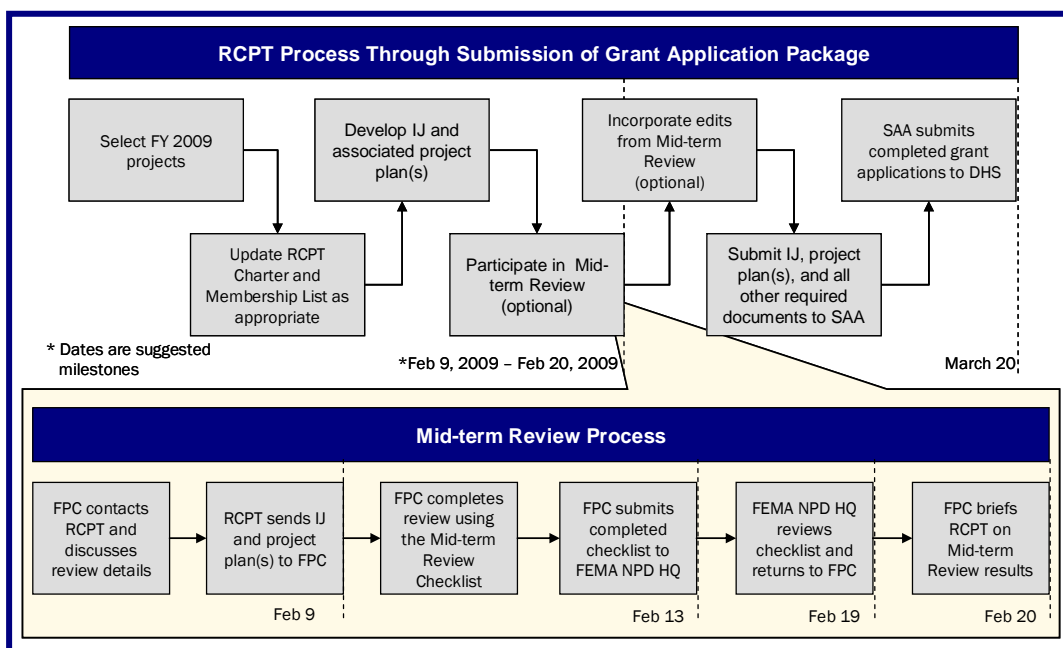 RCPT Process Through Submission of Grant Application Package
Select FY 2009
projects
Update RCPT
Charter and
Membership List as
appropriate
Develop IJ and
associated project
plan(s)
Participate in Mid-
term Review
(optional)
Incorporate edits
from Mid-term
Review
(optional)
Submit IJ, project
plan(s), and all
other required
documents to SAA
SAA submits
completed grant
applications to DHS
* Dates are suggested
milestones
*Feb 9, 2009 – Feb 20, 2009
March 20
Mid-term Review Process
FPC contacts
RCPT and
discusses
review details
RCPT sends IJ
and project
plan(s) to FPC
FPC completes
review using
the Mid-term
Review
Checklist
FPC submits
completed
checklist to
FEMA NPD HQ
FEMA NPD HQ
reviews
checklist and
returns to FPC
FPC briefs
RCPT on
Mid-term
Review results
Feb 9
Feb 13
Feb 19
Feb 20